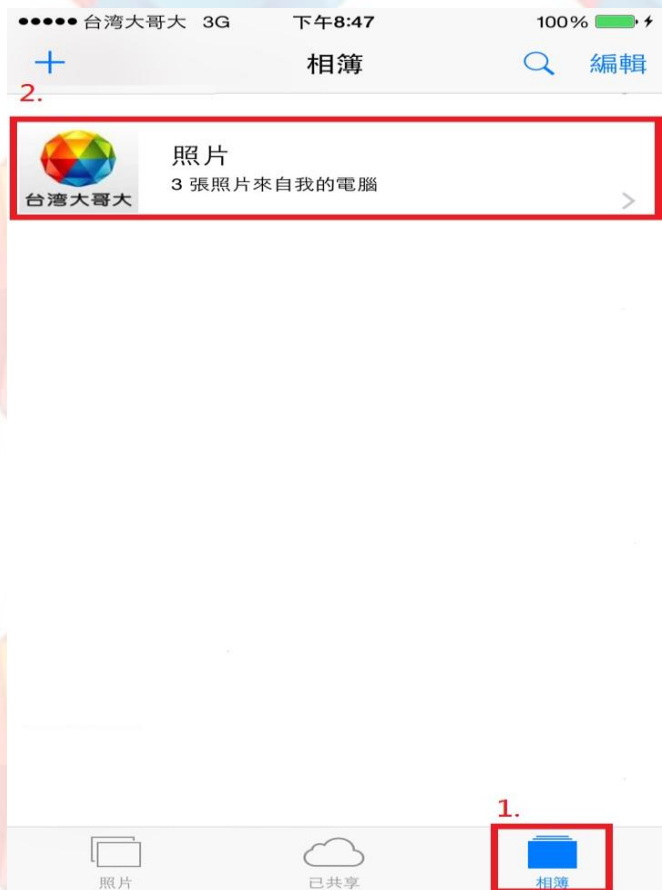 台湾大哥大 3G 下午8:47 100%
相簿 編輯
2.
照片
3 張照片來自我的電腦
台湾大哥大
1.
照片 已共享 相簿